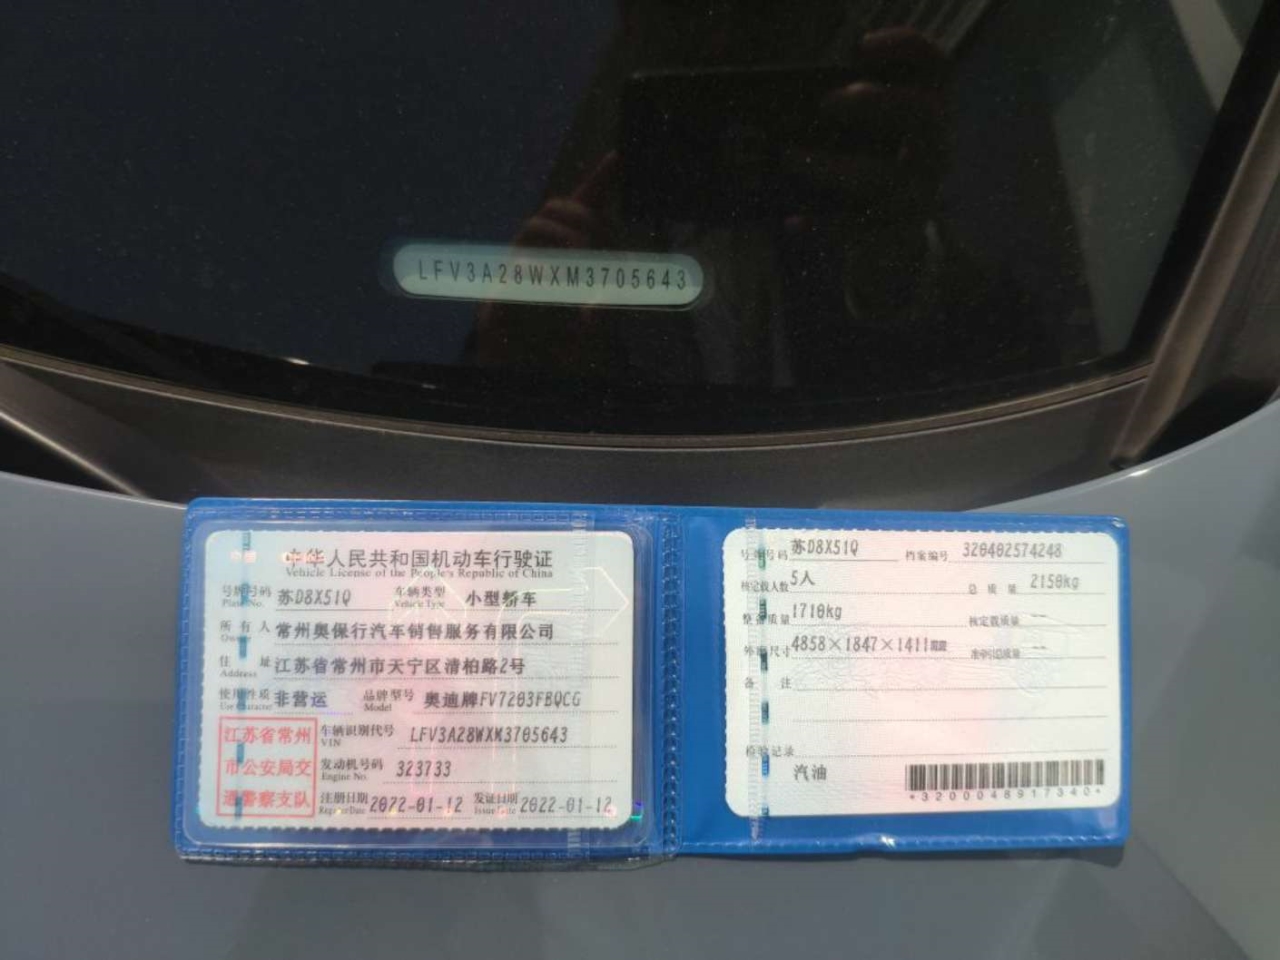 LFV3A28WXM3705643
中华人民共和国机动车行驶证
Vehicle License of the People's Republic of China
号牌号码 苏D8X51Q 车辆类型 小型轿车
Plate No. Vehicle Type
所有人 常州奥保行汽车销售服务有限公司
Owner
住址 江苏省常州市天宁区清柏路2号
Address
使用性质 非营运 品牌型号 奥迪牌FV7203FBQCG
Use Character Model
江苏省常州
市公安局交
通警察支队
车辆识别代号 LFV3A28WXM3705643
VIN
发动机号码 323733
Engine No.
注册日期 2022-01-12 发证日期 2022-01-12
Register Date Issue Date
号牌号码 苏D8X51Q 档案编号 320402574248
核定载人数 5人 总质量 2150kg
整备质量 1710kg 核定载质量 --
外廓尺寸 4858×1847×1411 准牵引总质量 --
备注
检验记录
汽油
*3200048917340*